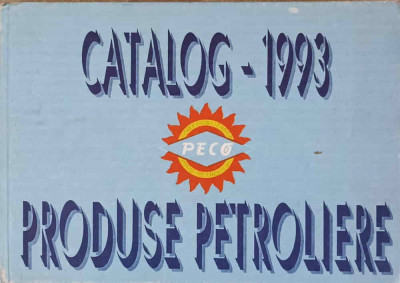 CATALOG - 1993
PECO
PRODUSE PETROLIERE